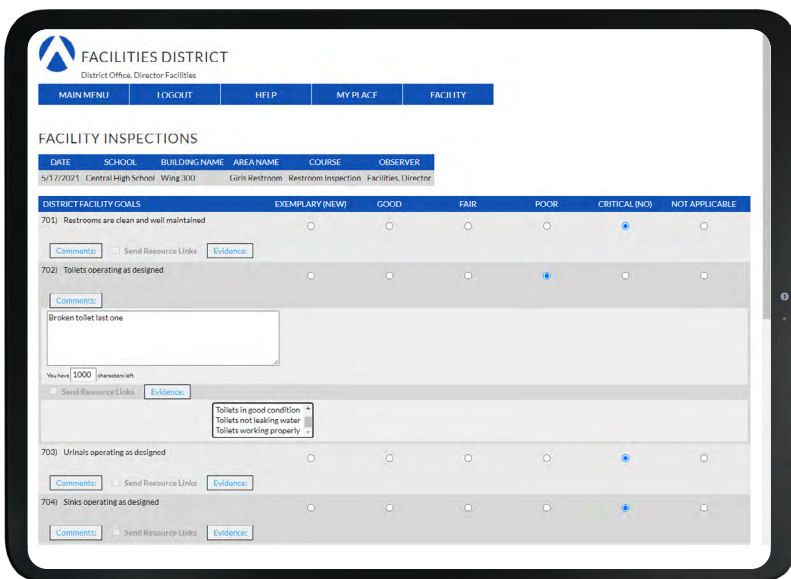 FACILITIES DISTRICT
District Office, Director Facilities
MAIN MENU LOGOUT HELP MY PLACE FACILITY
FACILITY INSPECTIONS
DATE SCHOOL BUILDING NAME AREA NAME COURSE OBSERVER
5/17/2021 Central High School Wing 300 Girls Restroom Restroom Inspection Facilities, Director
DISTRICT FACILITY GOALS EXEMPLARY (NEW) GOOD FAIR POOR CRITICAL (NO) NOT APPLICABLE
701) Restrooms are clean and well maintained
Comments: Send Resource Links Evidence:
702) Toilets operating as designed
Comments:
Broken toilet last one
You have 1000 characters left
Send Resource Links Evidence:
Toilets in good condition
Toilets not leaking water
Toilets working properly
703) Urinals operating as designed
Comments: Send Resource Links Evidence:
704) Sinks operating as designed
Comments: Send Resource Links Evidence: